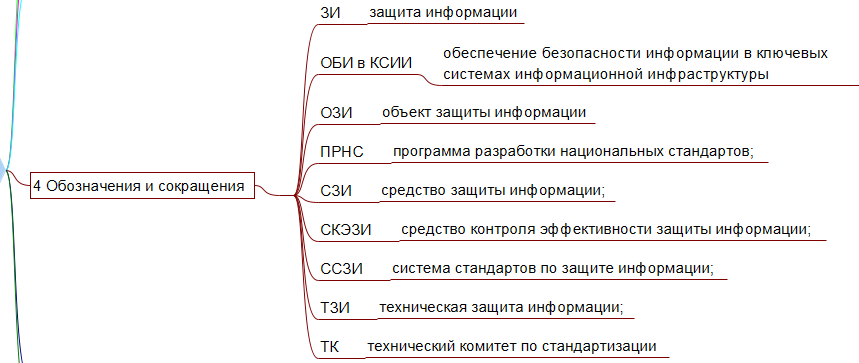 ЗИ защита информации
ОБИ в КСИИ обеспечение безопасности информации в ключевых
системах информационной инфраструктуры
ОЗИ объект защиты информации
ПРНС программа разработки национальных стандартов;
4 Обозначения и сокращения
СЗИ средство защиты информации;
СКЭЗИ средство контроля эффективности защиты информации;
ССЗИ система стандартов по защите информации;
ТЗИ техническая защита информации;
ТК технический комитет по стандартизации